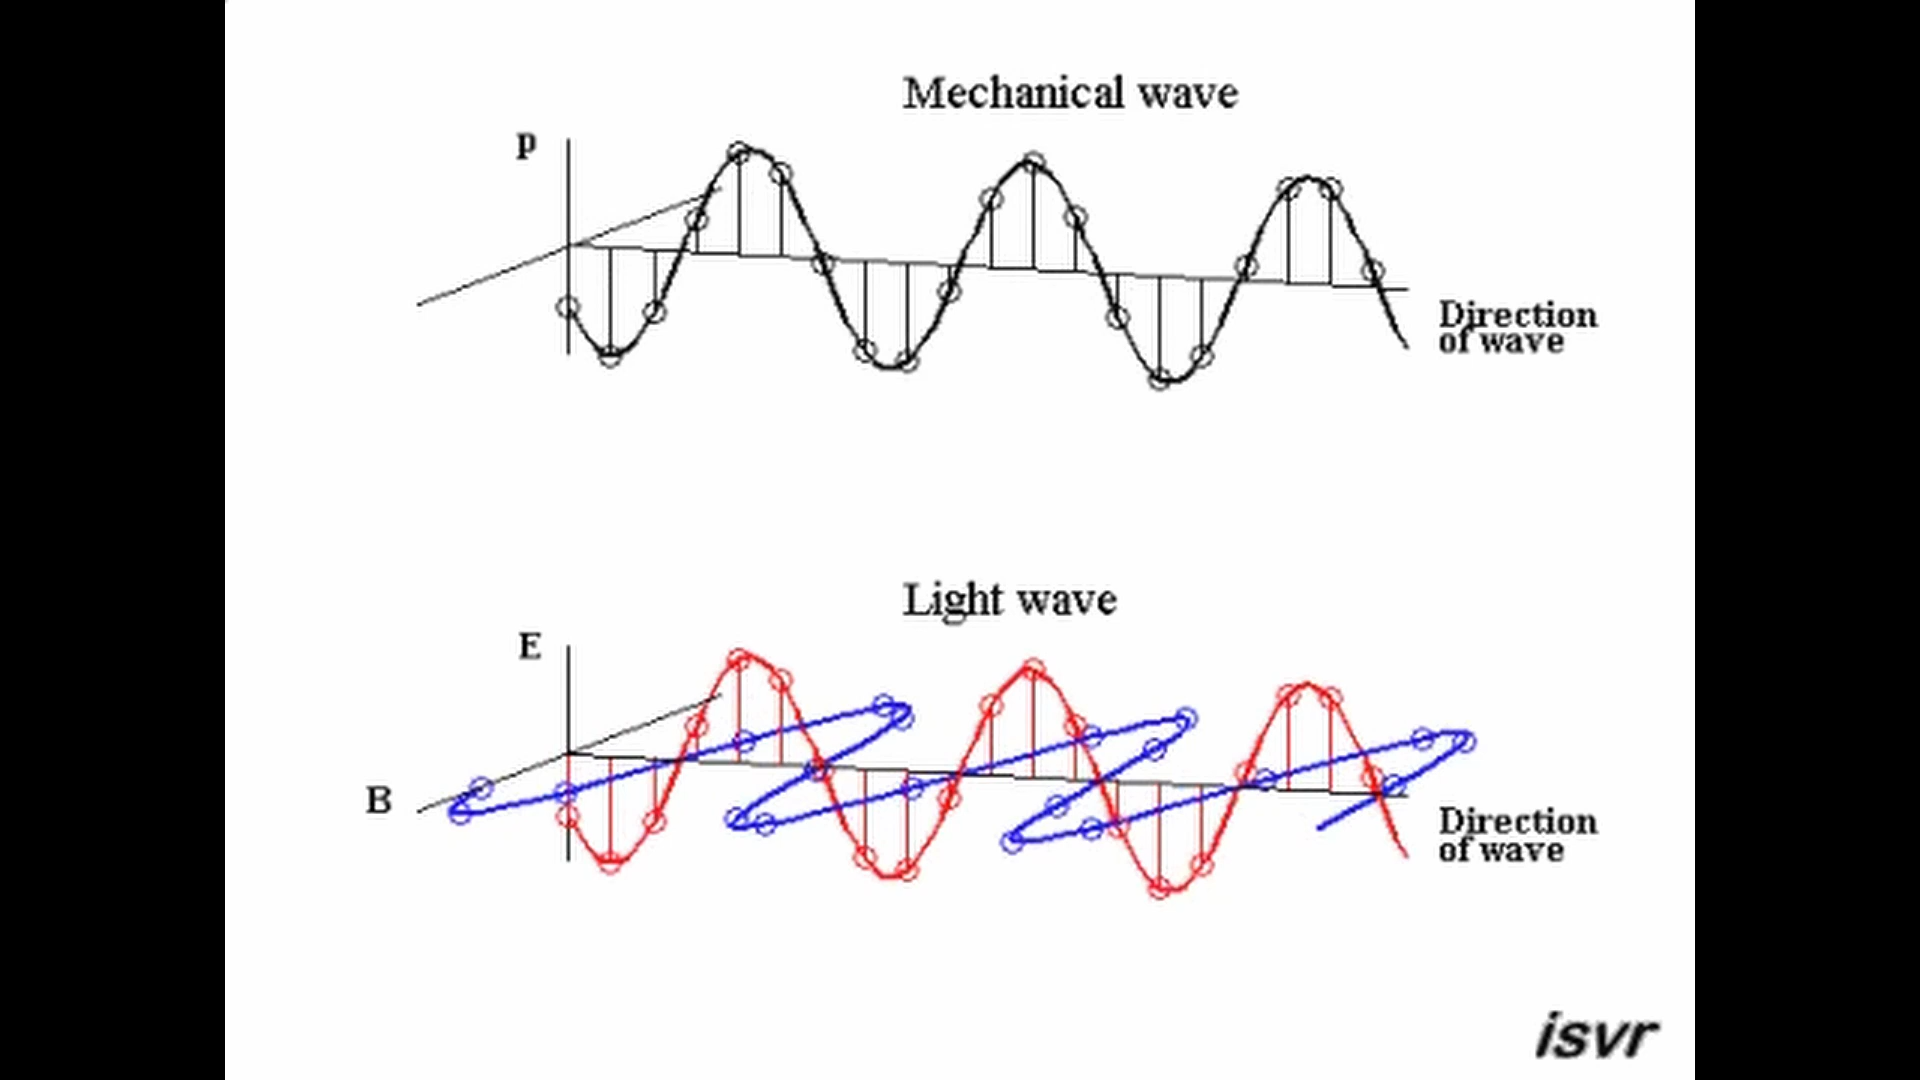 Mechanical wave
p
Direction
of wave
Light wave
E
B
Direction
of wave
isvr